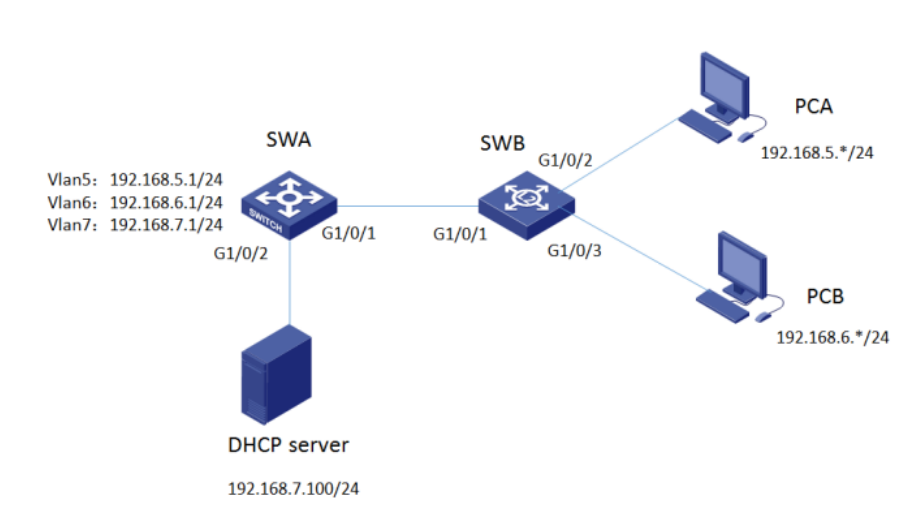 PCA
192.168.5.*/24
SWA
SWB
G1/0/2
Vlan5: 192.168.5.1/24
Vlan6: 192.168.6.1/24
Vlan7: 192.168.7.1/24
SWITCH
G1/0/1
G1/0/1
G1/0/2
G1/0/3
PCB
192.168.6.*/24
DHCP server
192.168.7.100/24